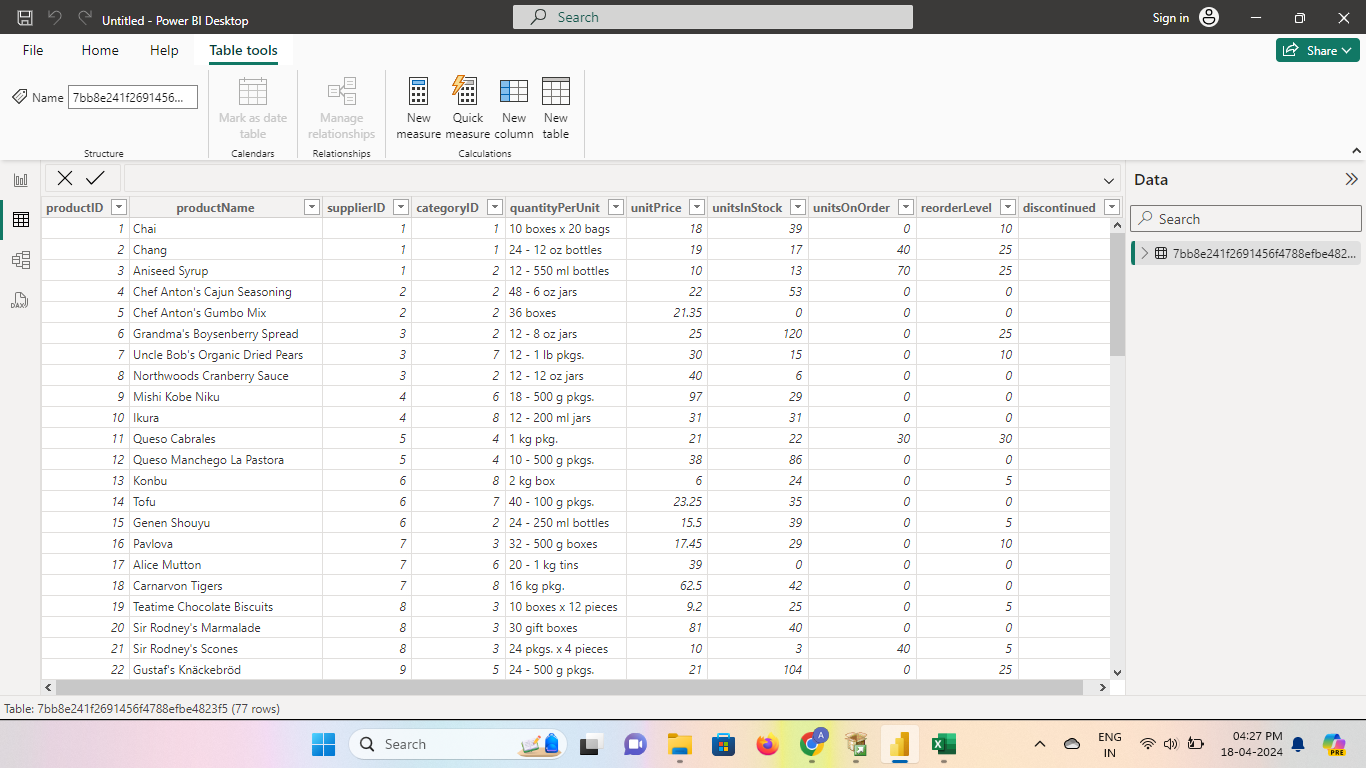 Untitled - Power BI Desktop
Search
Sign in
File
Home
Help
Table tools
Share
Name
7bb8e241f2691456...
Mark as date table
Manage relationships
New measure
Quick measure
New column
New table
Structure
Calendars
Relationships
Calculations
Data
Search
7bb8e241f2691456f4788efbe482...
productID productName supplierID categoryID quantityPerUnit unitPrice unitsInStock unitsOnOrder reorderLevel discontinued
1 Chai 1 1 10 boxes x 20 bags 18 39 0 10
2 Chang 1 1 24 - 12 oz bottles 19 17 40 25
3 Aniseed Syrup 1 2 12 - 550 ml bottles 10 13 70 25
4 Chef Anton's Cajun Seasoning 2 2 48 - 6 oz jars 22 53 0 0
5 Chef Anton's Gumbo Mix 2 2 36 boxes 21.35 0 0 0
6 Grandma's Boysenberry Spread 3 2 12 - 8 oz jars 25 120 0 25
7 Uncle Bob's Organic Dried Pears 3 7 12 - 1 lb pkgs. 30 15 0 10
8 Northwoods Cranberry Sauce 3 2 12 - 12 oz jars 40 6 0 0
9 Mishi Kobe Niku 4 6 18 - 500 g pkgs. 97 29 0 0
10 Ikura 4 8 12 - 200 ml jars 31 31 0 0
11 Queso Cabrales 5 4 1 kg pkg. 21 22 30 30
12 Queso Manchego La Pastora 5 4 10 - 500 g pkgs. 38 86 0 0
13 Konbu 6 8 2 kg box 6 24 0 5
14 Tofu 6 7 40 - 100 g pkgs. 23.25 35 0 0
15 Genen Shouyu 6 2 24 - 250 ml bottles 15.5 39 0 5
16 Pavlova 7 3 32 - 500 g boxes 17.45 29 0 10
17 Alice Mutton 7 6 20 - 1 kg tins 39 0 0 0
18 Carnarvon Tigers 7 8 16 kg pkg. 62.5 42 0 0
19 Teatime Chocolate Biscuits 8 3 10 boxes x 12 pieces 9.2 25 0 5
20 Sir Rodney's Marmalade 8 3 30 gift boxes 81 40 0 0
21 Sir Rodney's Scones 8 3 24 pkgs. x 4 pieces 10 3 40 5
22 Gustaf's Knäckebröd 9 5 24 - 500 g pkgs. 21 104 0 25
Table: 7bb8e241f2691456f4788efbe4823f5 (77 rows)
Search
ENG
IN
04:27 PM
18-04-2024
PRE
A
DAX